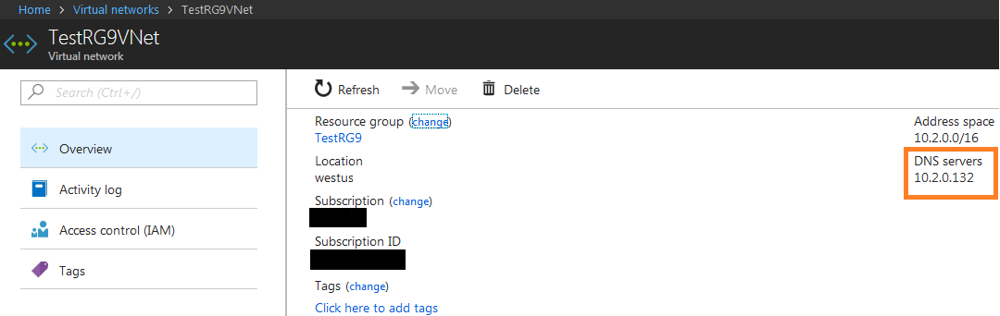 Home > Virtual networks > TestRG9VNet
TestRG9VNet
Virtual network
Search (Ctrl+/)
Overview
Activity log
Access control (IAM)
Tags
Refresh Move Delete
Resource group (change)
TestRG9
Location
westus
Subscription (change)
Subscription ID
Tags (change)
Click here to add tags
Address space
10.2.0.0/16
DNS servers
10.2.0.132